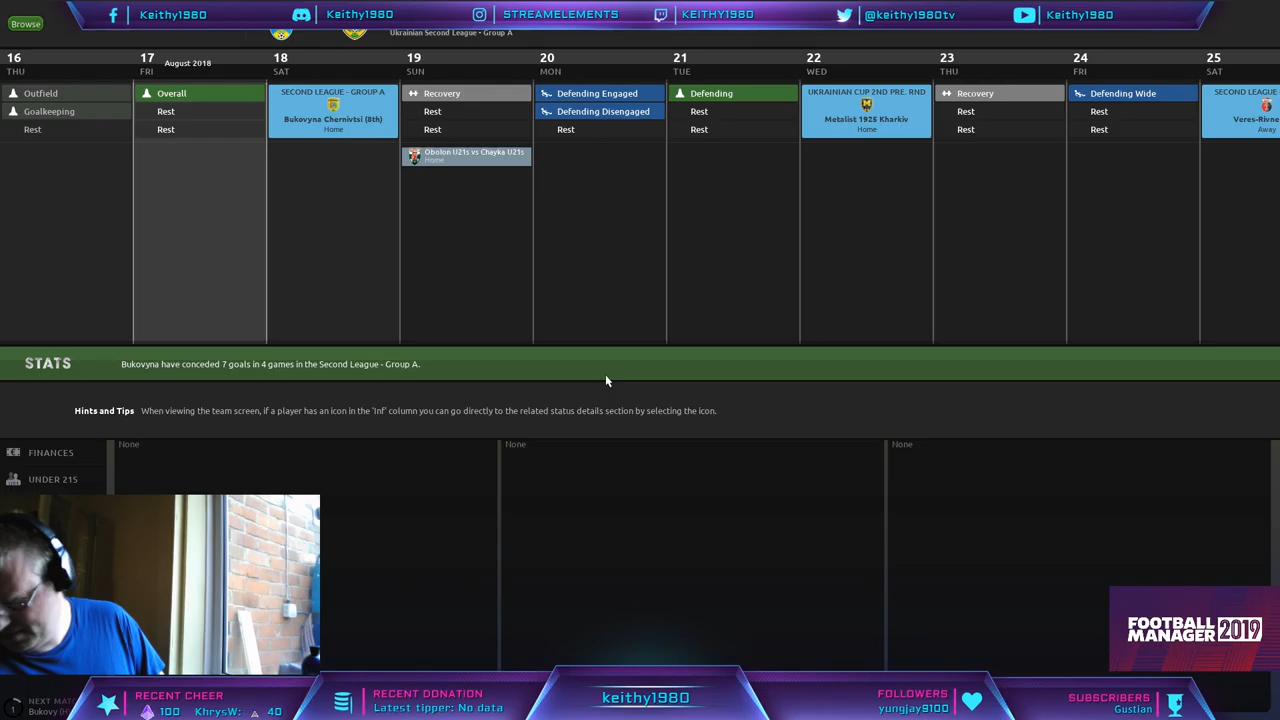 Browse
Keithy1980
Keithy1980
STREAMELEMENTS
KEITHY1980
@keithy1980tv
Keithy1980
Ukrainian Second League - Group A
16
THU
17
FRI
August 2018
18
SAT
19
SUN
20
MON
21
TUE
22
WED
23
THU
24
FRI
25
SAT
Outfield
Goalkeeping
Rest
Overall
Rest
Rest
SECOND LEAGUE - GROUP A
Bukovyna Chernivtsi (8th)
Home
Recovery
Rest
Rest
Obolon U21s vs Chayka U21s
Home
Defending Engaged
Defending Disengaged
Rest
Defending
Rest
Rest
UKRAINIAN CUP 2ND PRE. RND
Metalist 1925 Kharkiv
Home
Recovery
Rest
Rest
Defending Wide
Rest
Rest
SECOND LEAGUE -
Veres-Rivne
Away
STATS
Bukovyna have conceded 7 goals in 4 games in the Second League - Group A.
Hints and Tips
When viewing the team screen, if a player has an icon in the 'Inf' column you can go directly to the related status details section by selecting the icon.
FINANCES
UNDER 21S
None
None
None
FOOTBALL
MANAGER 2019
1
NEXT MAT
Bukovy (H
RECENT CHEER
100 KhrysW: 40
RECENT DONATION
Latest tipper: No data
keithy1980
FOLLOWERS
yungjay9100
SUBSCRIBERS
Gustian